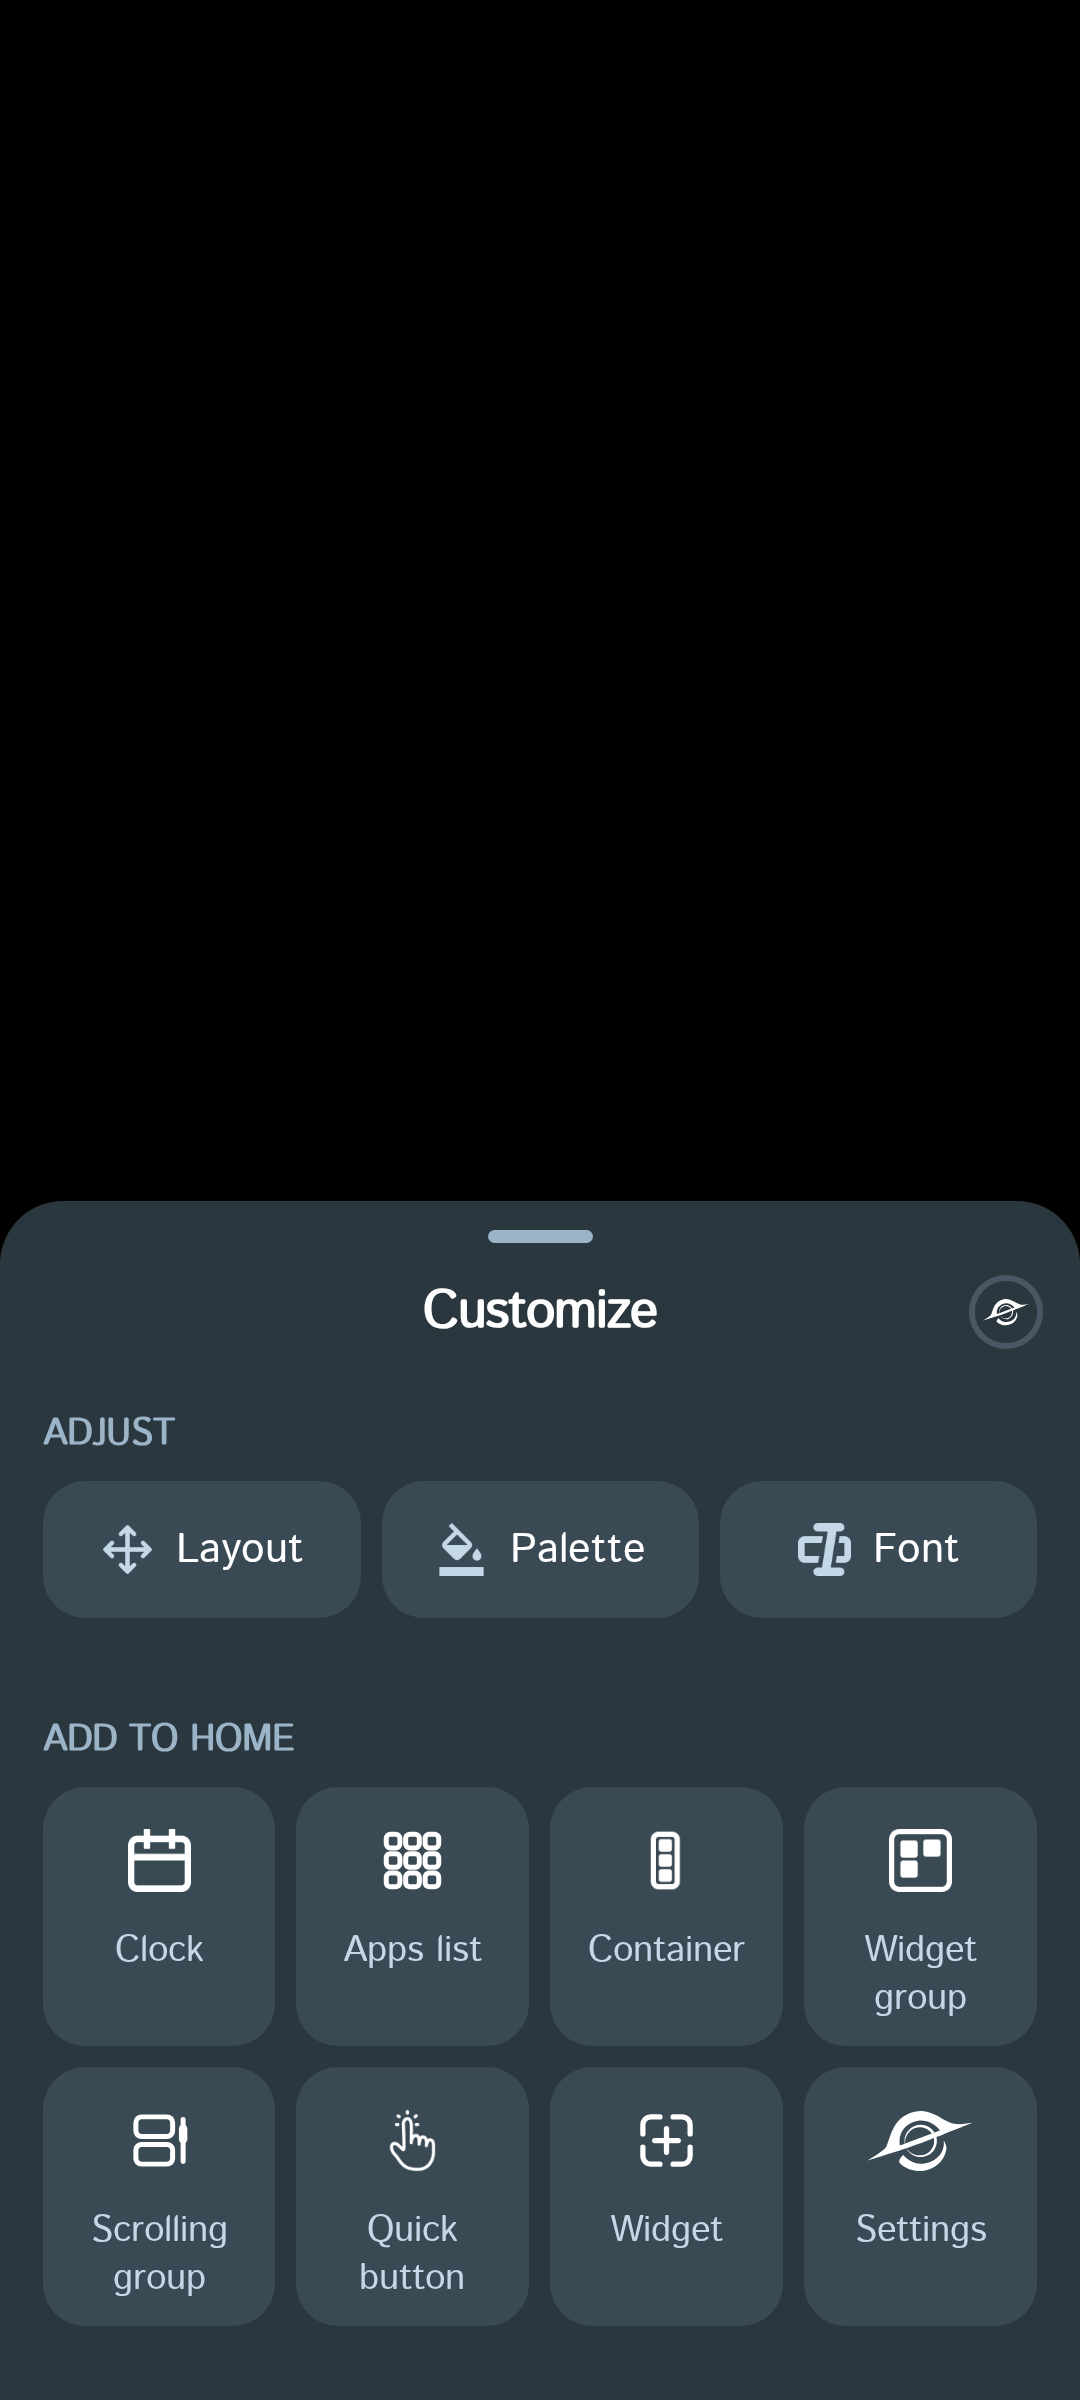 Customize
ADJUST
Layout
Palette
Font
ADD TO HOME
Clock
Apps list
Container
Widget
group
Scrolling
group
Quick
button
Widget
Settings